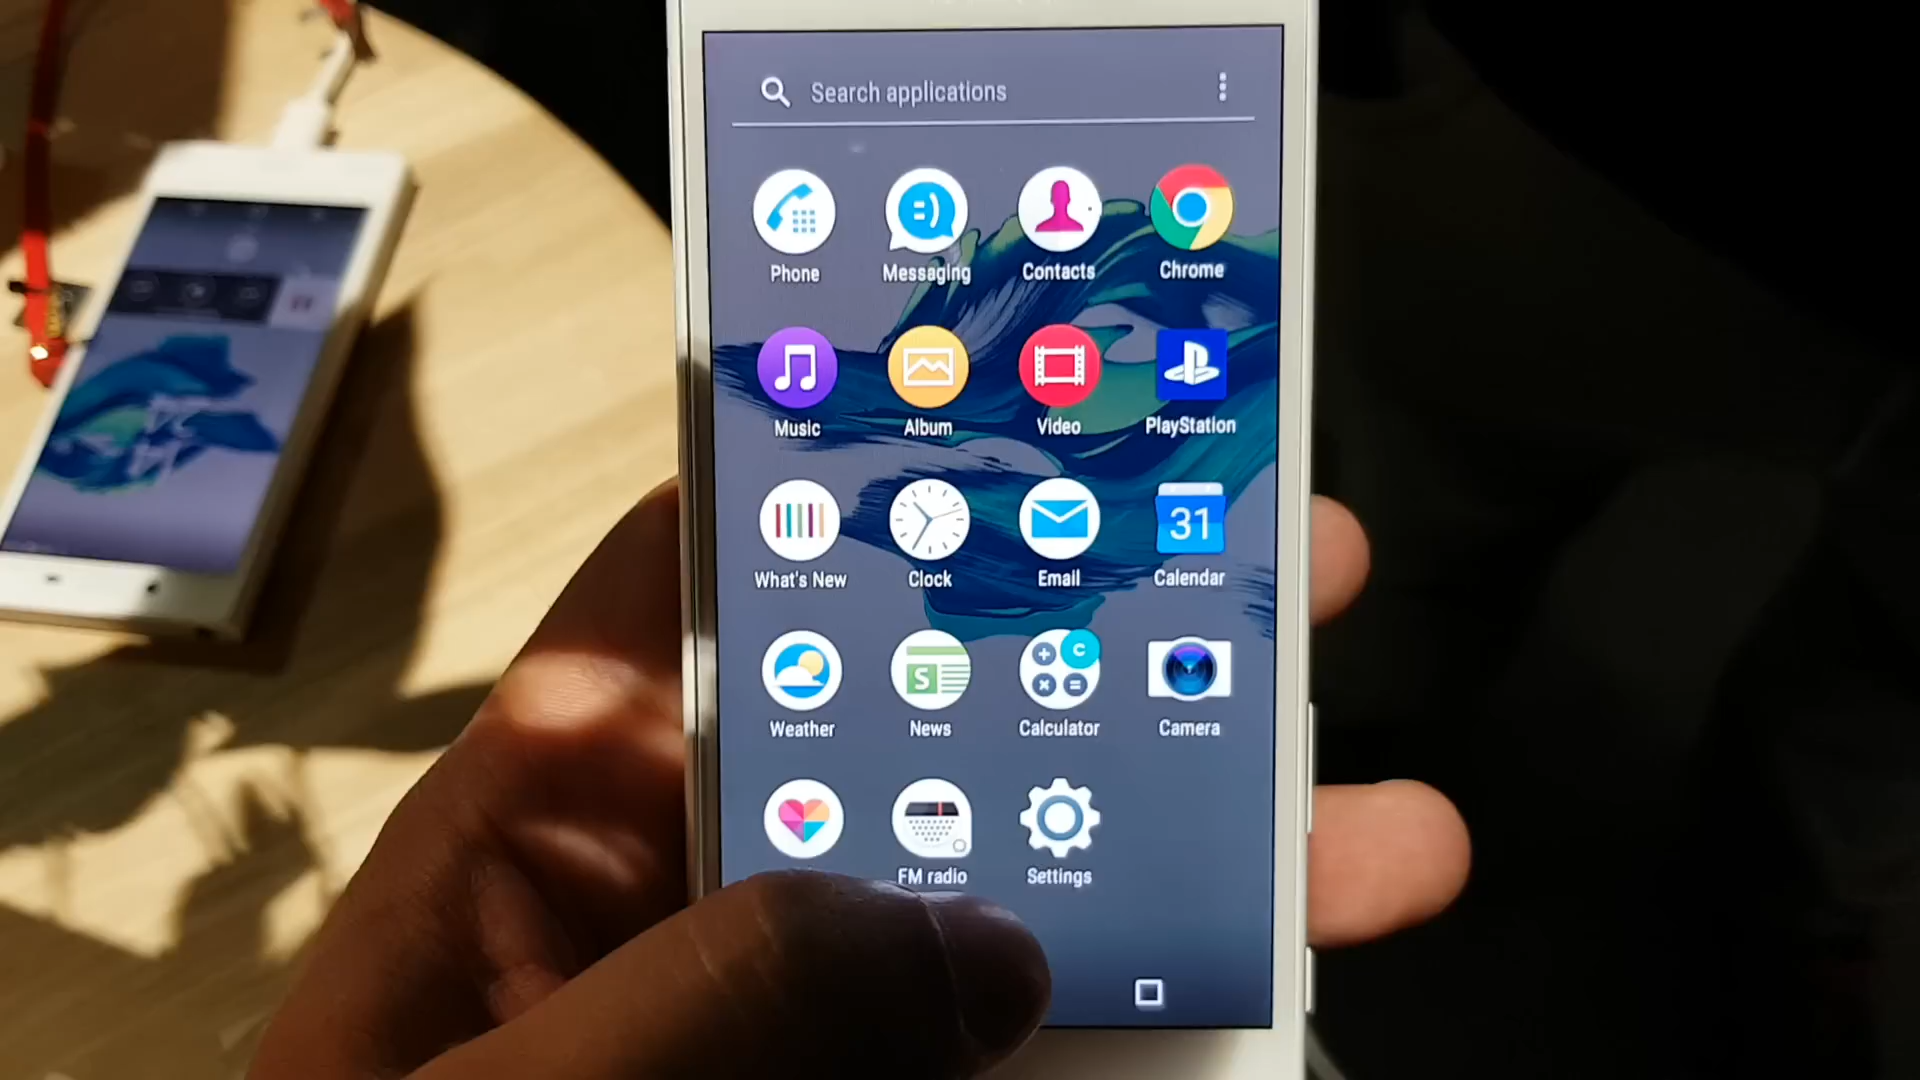 Search applications
Phone Messaging Contacts Chrome
Music Album Video PlayStation
31
What's New Clock Email Calendar
S
C
Weather News Calculator Camera
FM radio Settings